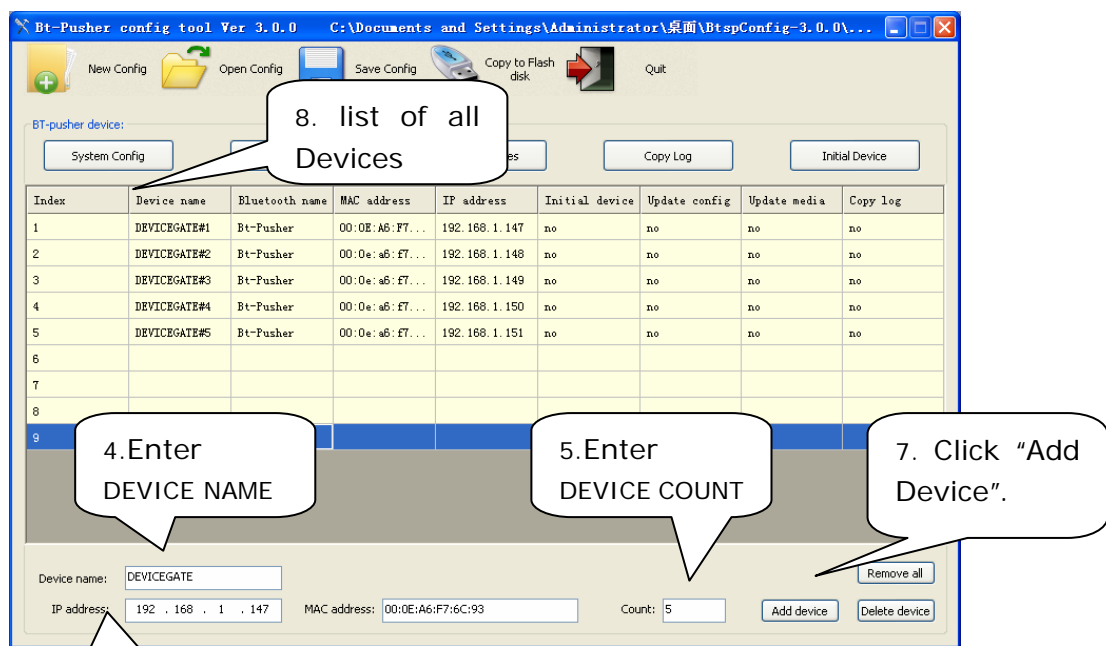 Bt-Pusher config tool Ver 3.0.0 C:\Documents and Settings\Administrator\桌面\BtspConfig-3.0.0\...
New Config Open Config Save Config Copy to Flash disk Quit
8. list of all
Devices
BT-pusher device:
System Config Copy Log Initial Device
Index Device name Bluetooth name MAC address IP address Initial device Update config Update media Copy log
1 DEVICEGATE#1 Bt-Pusher 00:0E:A6:F7... 192.168.1.147 no no no no
2 DEVICEGATE#2 Bt-Pusher 00:0e:a6:f7... 192.168.1.148 no no no no
3 DEVICEGATE#3 Bt-Pusher 00:0e:a6:f7... 192.168.1.149 no no no no
4 DEVICEGATE#4 Bt-Pusher 00:0e:a6:f7... 192.168.1.150 no no no no
5 DEVICEGATE#5 Bt-Pusher 00:0e:a6:f7... 192.168.1.151 no no no no
6
7
8
9
4.Enter
DEVICE NAME
5.Enter
DEVICE COUNT
7. Click “Add
Device”.
Device name: DEVICEGATE Remove all
IP address: 192 . 168 . 1 . 147 MAC address: 00:0E:A6:F7:6C:93 Count: 5 Add device Delete device